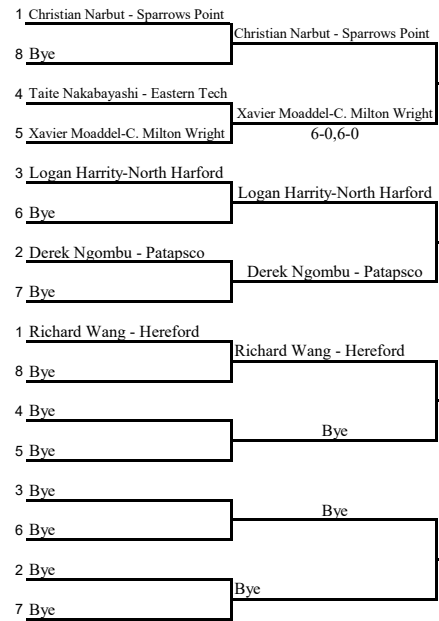 1 Christian Narbut - Sparrows Point
Christian Narbut - Sparrows Point
8 Bye
4 Taite Nakabayashi - Eastern Tech
Xavier Moaddel-C. Milton Wright
5 Xavier Moaddel-C. Milton Wright
6-0,6-0
3 Logan Harrity-North Harford
Logan Harrity-North Harford
6 Bye
2 Derek Ngombu - Patapsco
Derek Ngombu - Patapsco
7 Bye
1 Richard Wang - Hereford
Richard Wang - Hereford
8 Bye
4 Bye
Bye
5 Bye
3 Bye
Bye
6 Bye
2 Bye
Bye
7 Bye